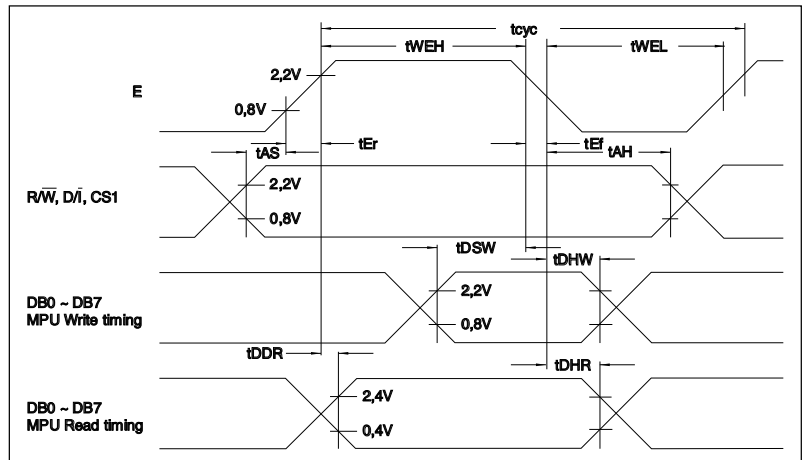 tcyc
tWEH
tWEL
2,2V
E
0,8V
tEr
tEf
tAS
tAH
2,2V
R/W̅, D/I̅, CS1
0,8V
tDSW
tDHW
2,2V
DB0 ~ DB7
MPU Write timing
0,8V
tDDR
tDHR
2,4V
DB0 ~ DB7
MPU Read timing
0,4V